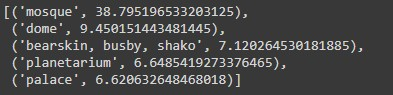 [('mosque', 38.795196533203125),
('dome', 9.450151443481445),
('bearskin, busby, shako', 7.120264530181885),
('planetarium', 6.6485419273376465),
('palace', 6.620632648468018)]